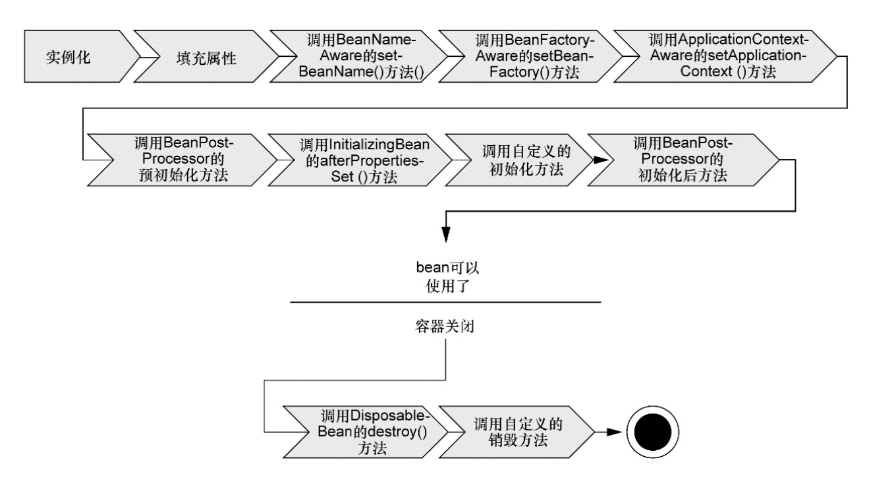 实例化
填充属性
调用BeanName-
Aware的set-
BeanName()方法()
调用BeanFactory-
Aware的setBean-
Factory()方法
调用ApplicationContext-
Aware的setApplication-
Context ()方法
调用BeanPost-
Processor的
预初始化方法
调用InitializingBean
的afterProperties-
Set ()方法
调用自定义的
初始化方法
调用BeanPost-
Processor的
初始化后方法
bean可以
使用了
容器关闭
调用Disposable-
Bean的destroy()
方法
调用自定义的
销毁方法